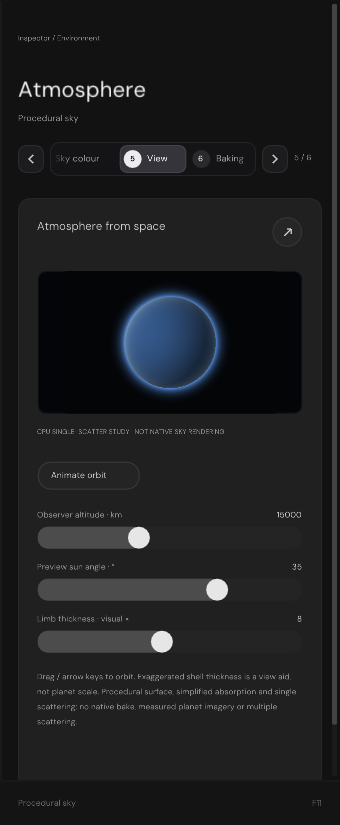 Inspector / Environment
Atmosphere
Procedural sky
Sky colour 5 View 6 Baking 5 / 6
Atmosphere from space
CPU SINGLE-SCATTER STUDY · NOT NATIVE SKY RENDERING
Animate orbit
Observer altitude · km 15000
Preview sun angle · ° 35
Limb thickness · visual × 8
Drag / arrow keys to orbit. Exaggerated shell thickness is a view aid,
not planet scale. Procedural surface, simplified absorption and single
scattering; no native bake, measured planet imagery or multiple
scattering.
Procedural sky F11